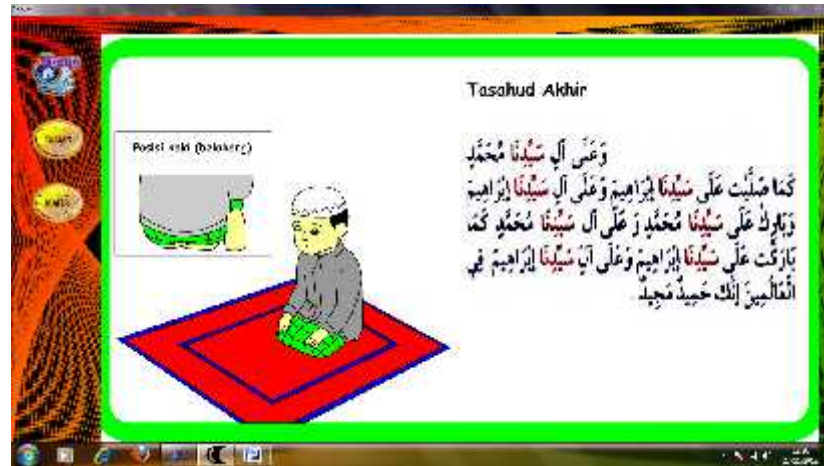 Tasahud Akhir
Posisi kaki (belakang)
وَعَلَى آلِ سَيِّدِنَا مُحَمَّدٍ
كَمَا صَلَّيْتَ عَلَى سَيِّدِنَا إِبْرَاهِيمَ وَعَلَى آلِ سَيِّدِنَا إِبْرَاهِيمَ
وَبَارِكْ عَلَى سَيِّدِنَا مُحَمَّدٍ وَعَلَى آلِ سَيِّدِنَا مُحَمَّدٍ كَمَا
بَارَكْتَ عَلَى سَيِّدِنَا إِبْرَاهِيمَ وَعَلَى آلِ سَيِّدِنَا إِبْرَاهِيمَ فِي
الْعَالَمِينَ إِنَّكَ حَمِيدٌ مَجِيدٌ